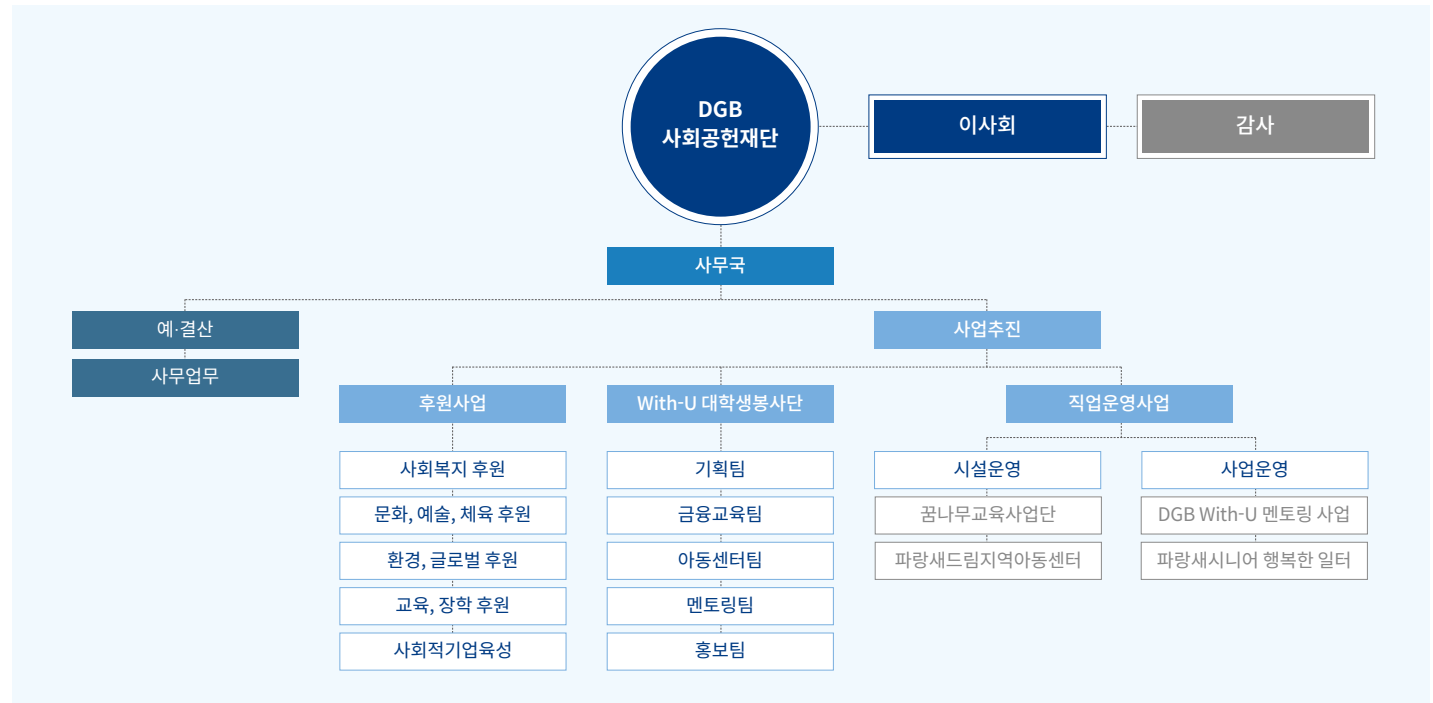 DGB
사회공헌재단
이사회
감사
사무국
예·결산
사무업무
사업추진
후원사업
With-U 대학생봉사단
직업운영사업
사회복지 후원
문화, 예술, 체육 후원
환경, 글로벌 후원
교육, 장학 후원
사회적기업육성
기획팀
금융교육팀
아동센터팀
멘토링팀
홍보팀
시설운영
꿈나무교육사업단
파랑새드림지역아동센터
사업운영
DGB With-U 멘토링 사업
파랑새시니어 행복한 일터